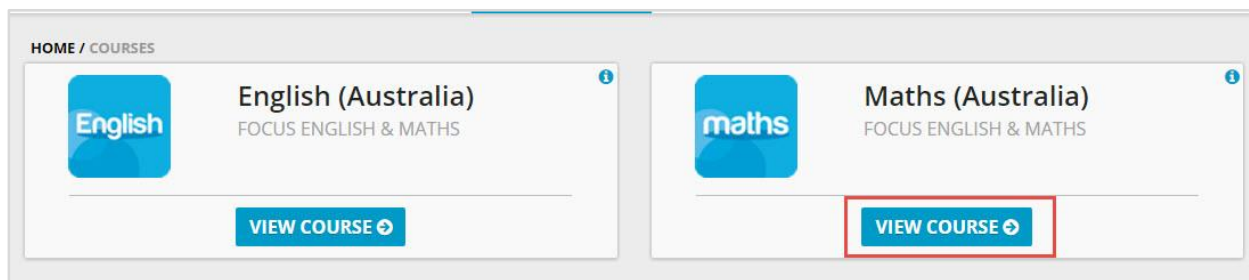 HOME / COURSES
English
English (Australia)
FOCUS ENGLISH & MATHS
VIEW COURSE
maths
Maths (Australia)
FOCUS ENGLISH & MATHS
VIEW COURSE